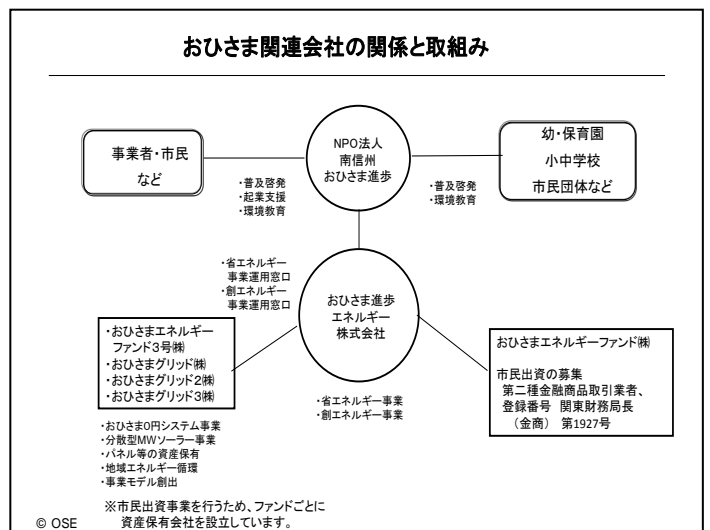 おひさま関連会社の関係と取組み
事業者・市民
など
NPO法人
南信州
おひさま進歩
幼・保育園
小中学校
市民団体など
・普及啓発
・起業支援
・環境教育
・普及啓発
・環境教育
・省エネルギー
事業運用窓口
・創エネルギー
事業運用窓口
おひさま進歩
エネルギー
株式会社
・おひさまエネルギー
ファンド3号㈱
・おひさまグリッド㈱
・おひさまグリッド2㈱
・おひさまグリッド3㈱
おひさまエネルギーファンド㈱
市民出資の募集
第二種金融商品取引業者、
登録番号 関東財務局長
（金商） 第1927号
・省エネルギー事業
・創エネルギー事業
・おひさま0円システム事業
・分散型MWソーラー事業
・パネル等の資産保有
・地域エネルギー循環
・事業モデル創出
※市民出資事業を行うため、ファンドごとに
資産保有会社を設立しています。
© OSE